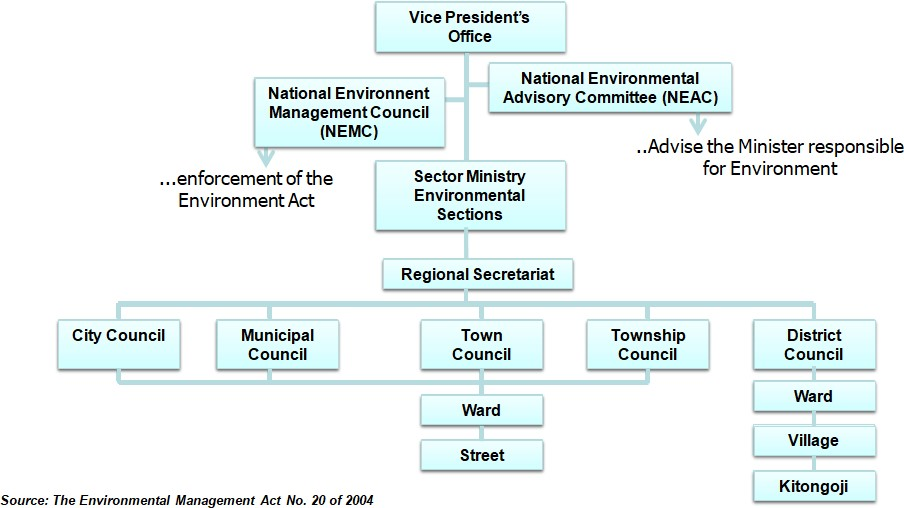 Vice President's
Office
National Environmental
Advisory Committee (NEAC)
National Environnent
Management Council
(NEMC)
..Advise the Minister responsible
for Environment
...enforcement of the
Environment Act
Sector Ministry
Environmental
Sections
Regional Secretariat
City Council
Municipal
Council
Town
Council
Township
Council
District
Council
Ward
Street
Ward
Village
Kitongoji
Source: The Environmental Management Act No. 20 of 2004